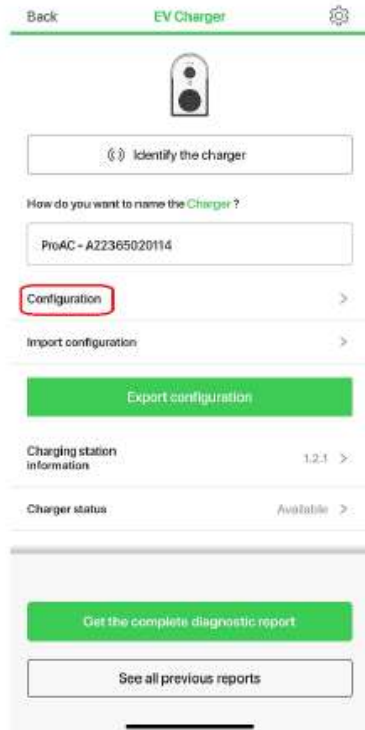 Back EV Charger
Identify the charger
How do you want to name the Charger ?
ProAC - A22365020114
Configuration
Import configuration
Export configuration
Charging station
information
1.2.1
Charger status Available
Get the complete diagnostic report
See all previous reports